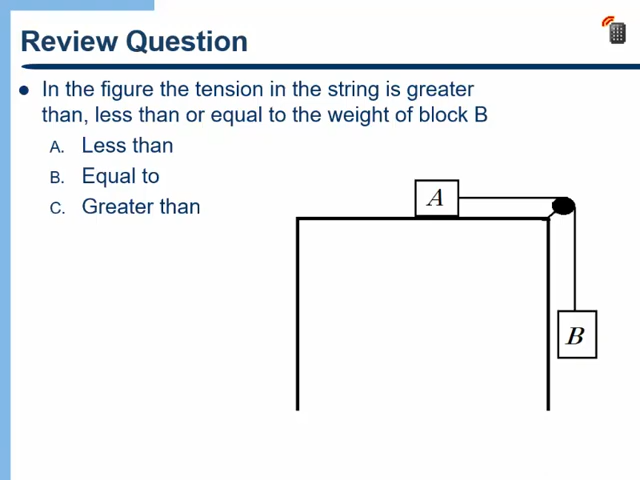 Review Question
In the figure the tension in the string is greater
than, less than or equal to the weight of block B
A. Less than
B. Equal to
C. Greater than
A
B